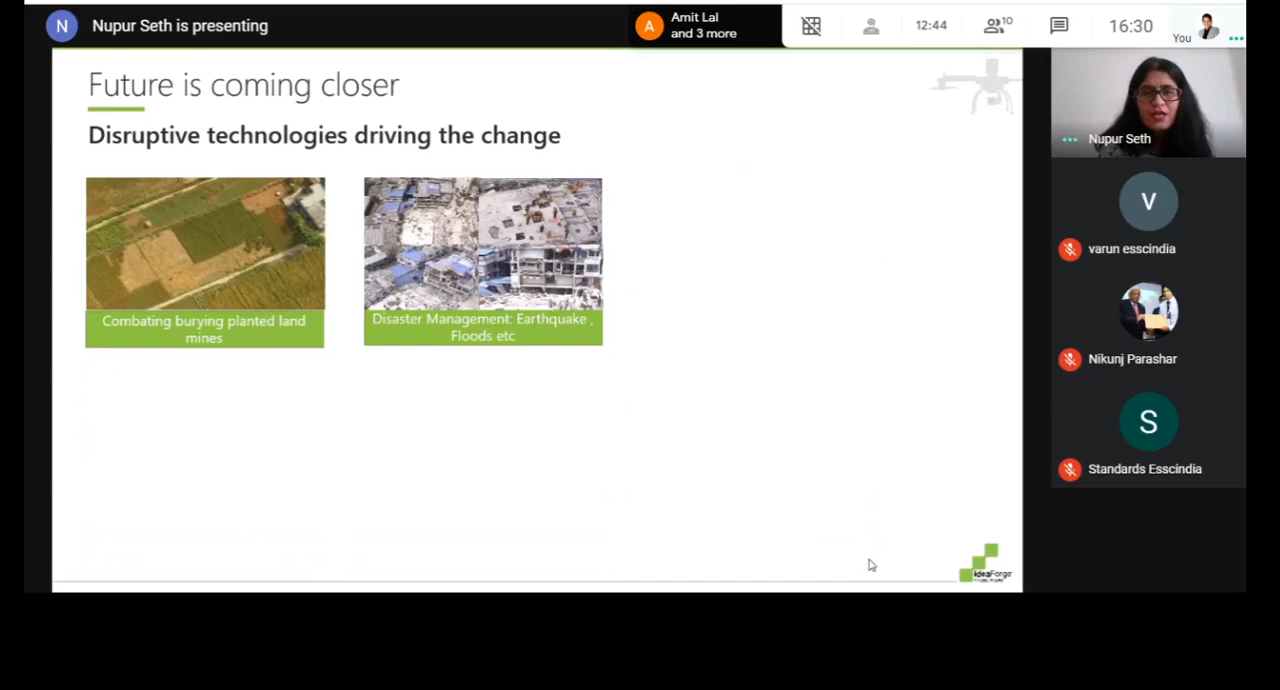 N
Nupur Seth is presenting
A
Amit Lal
and 3 more
12:44
10
16:30
You
Future is coming closer
Disruptive technologies driving the change
Combating burying planted land
mines
Disaster Management: Earthquake ,
Floods etc
Nupur Seth
V
varun esscindia
Nikunj Parashar
S
Standards Esscindia
ideaForge